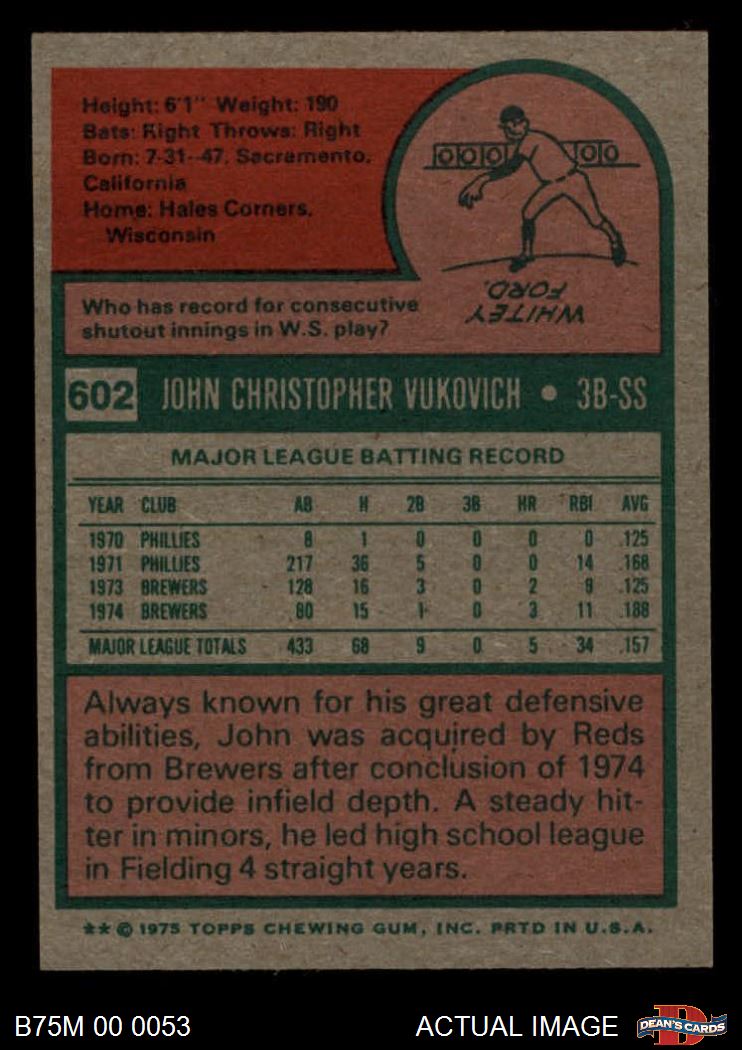 Height: 6'1" Weight: 190
Bats: Right Throws: Right
Born: 7-31-47, Sacramento,
California
Home: Hales Corners,
Wisconsin
000 00
WHITEY
FORD.
Who has record for consecutive
shutout innings in W.S. play?
602 JOHN CHRISTOPHER VUKOVICH • 3B-SS
MAJOR LEAGUE BATTING RECORD
YEAR CLUB AB H 2B 3B HR RBI AVG
1970 PHILLIES 8 1 0 0 0 0 .125
1971 PHILLIES 217 36 5 0 0 14 .166
1973 BREWERS 128 16 3 0 2 9 .125
1974 BREWERS 80 15 1 0 3 11 .188
MAJOR LEAGUE TOTALS 433 68 9 0 5 34 .157
Always known for his great defensive
abilities, John was acquired by Reds
from Brewers after conclusion of 1974
to provide infield depth. A steady hit-
ter in minors, he led high school league
in Fielding 4 straight years.
** © 1975 TOPPS CHEWING GUM, INC. PRTD IN U.S.A.
B75M 00 0053 ACTUAL IMAGE DEAN'S CARDS